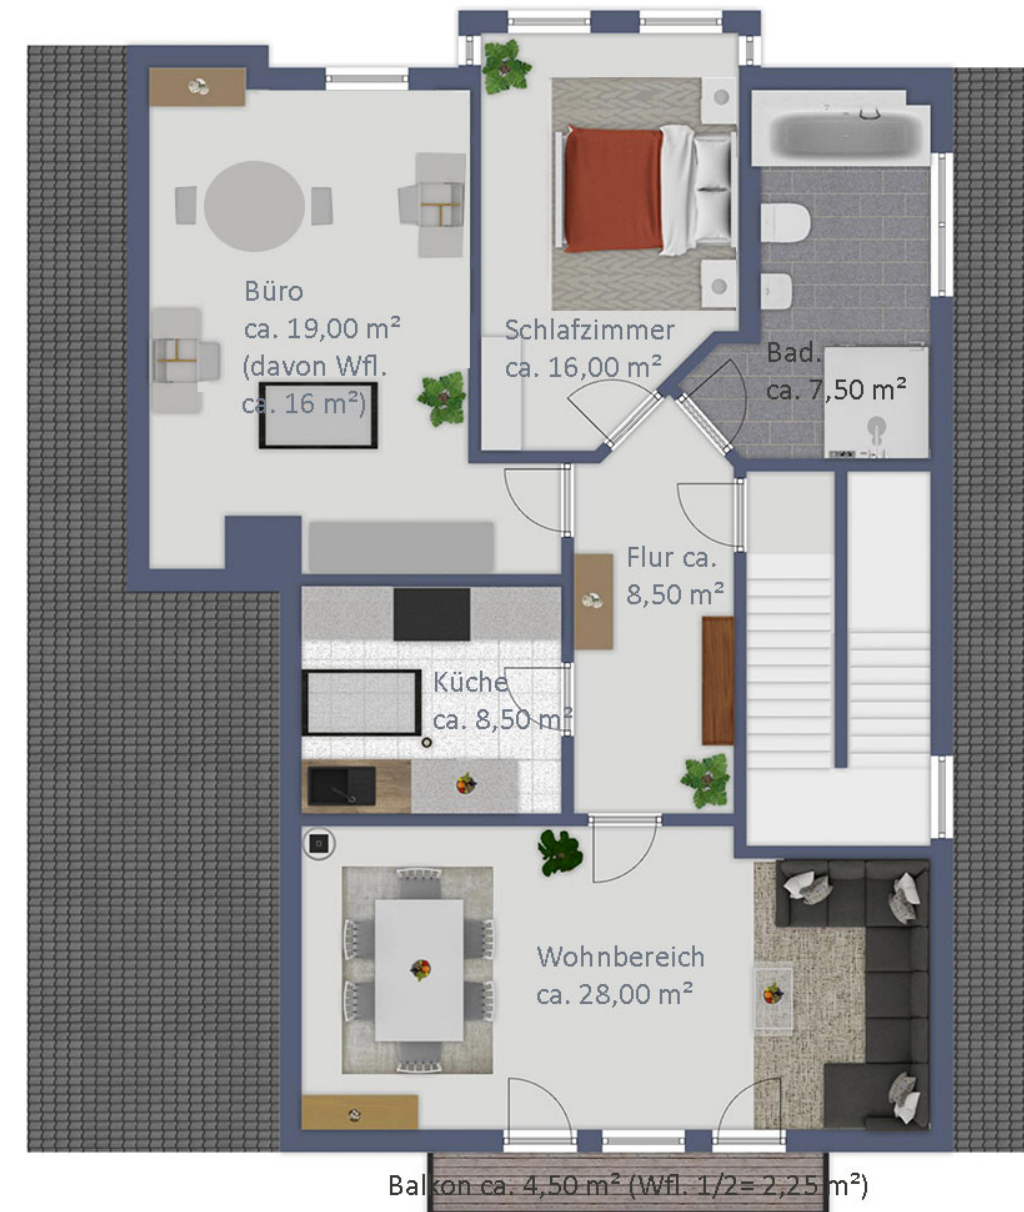 Büro
ca. 19,00 m²
(davon Wfl.
ca. 16 m²)
Schlafzimmer
ca. 16,00 m²
Bad.
ca. 7,50 m²
Flur ca.
8,50 m²
Küche
ca. 8,50 m²
Wohnbereich
ca. 28,00 m²
Balkon ca. 4,50 m² (Wfl. 1/2= 2,25 m²)